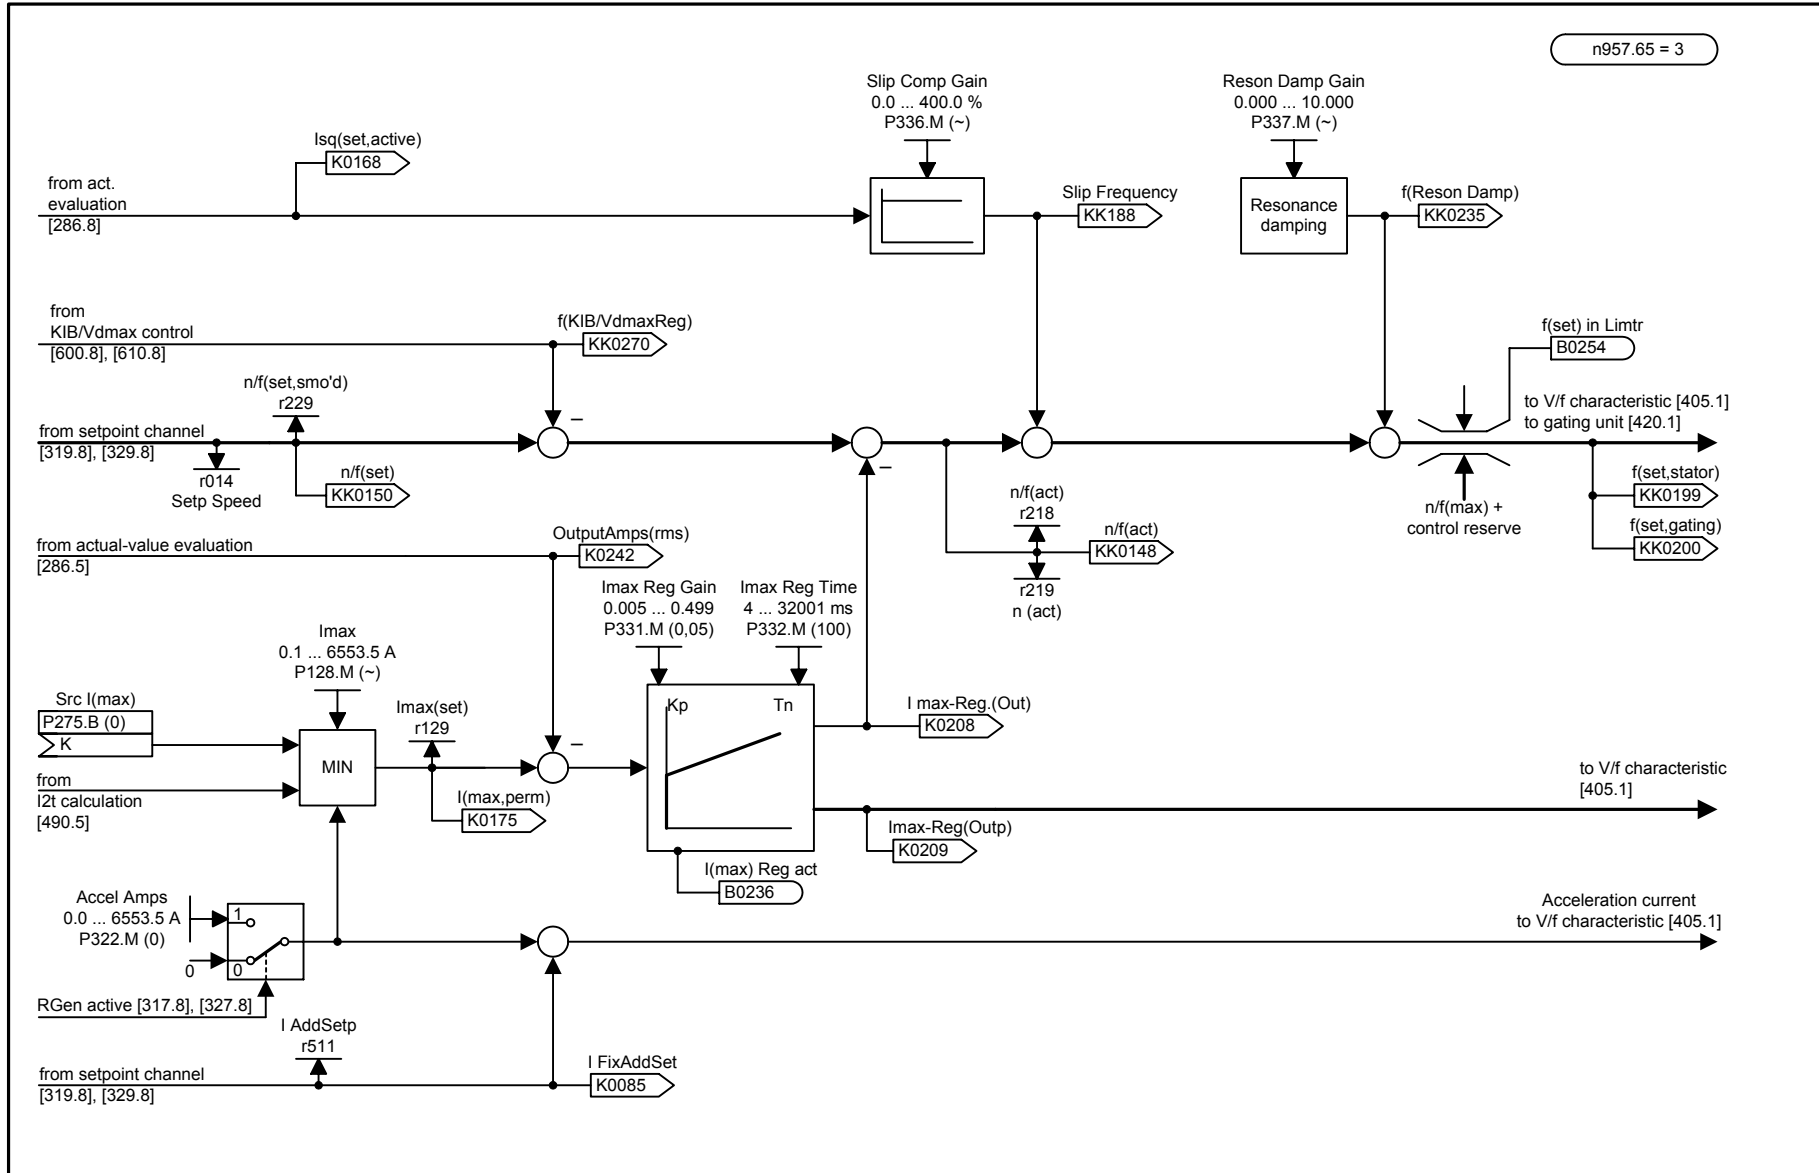 n957.65 = 3
Slip Comp Gain
0.0 ... 400.0 %
P336.M (~)
Reson Damp Gain
0.000 ... 10.000
P337.M (~)
Isq(set,active)
K0168
from act.
evaluation
[286.8]
Slip Frequency
KK188
Resonance
damping
f(Reson Damp)
KK0235
from
KIB/Vdmax control
[600.8], [610.8]
f(KIB/VdmaxReg)
KK0270
f(set) in Limtr
B0254
n/f(set,smo'd)
r229
from setpoint channel
[319.8], [329.8]
r014
Setp Speed
n/f(set)
KK0150
–
–
to V/f characteristic [405.1]
to gating unit [420.1]
n/f(max) +
control reserve
f(set,stator)
KK0199
f(set,gating)
KK0200
n/f(act)
r218
n/f(act)
KK0148
r219
n (act)
from actual-value evaluation
[286.5]
OutputAmps(rms)
K0242
Imax Reg Gain
0.005 ... 0.499
P331.M (0,05)
Imax Reg Time
4 ... 32001 ms
P332.M (100)
Imax
0.1 ... 6553.5 A
P128.M (~)
Src I(max)
P275.B (0)
K
from
I2t calculation
[490.5]
MIN
Imax(set)
r129
I(max,perm)
K0175
–
Kp
Tn
I max-Reg.(Out)
K0208
to V/f characteristic
[405.1]
Imax-Reg(Outp)
K0209
I(max) Reg act
B0236
Accel Amps
0.0 ... 6553.5 A
P322.M (0)
1
0
0
RGen active [317.8], [327.8]
Acceleration current
to V/f characteristic [405.1]
I AddSetp
r511
from setpoint channel
[319.8], [329.8]
I FixAddSet
K0085